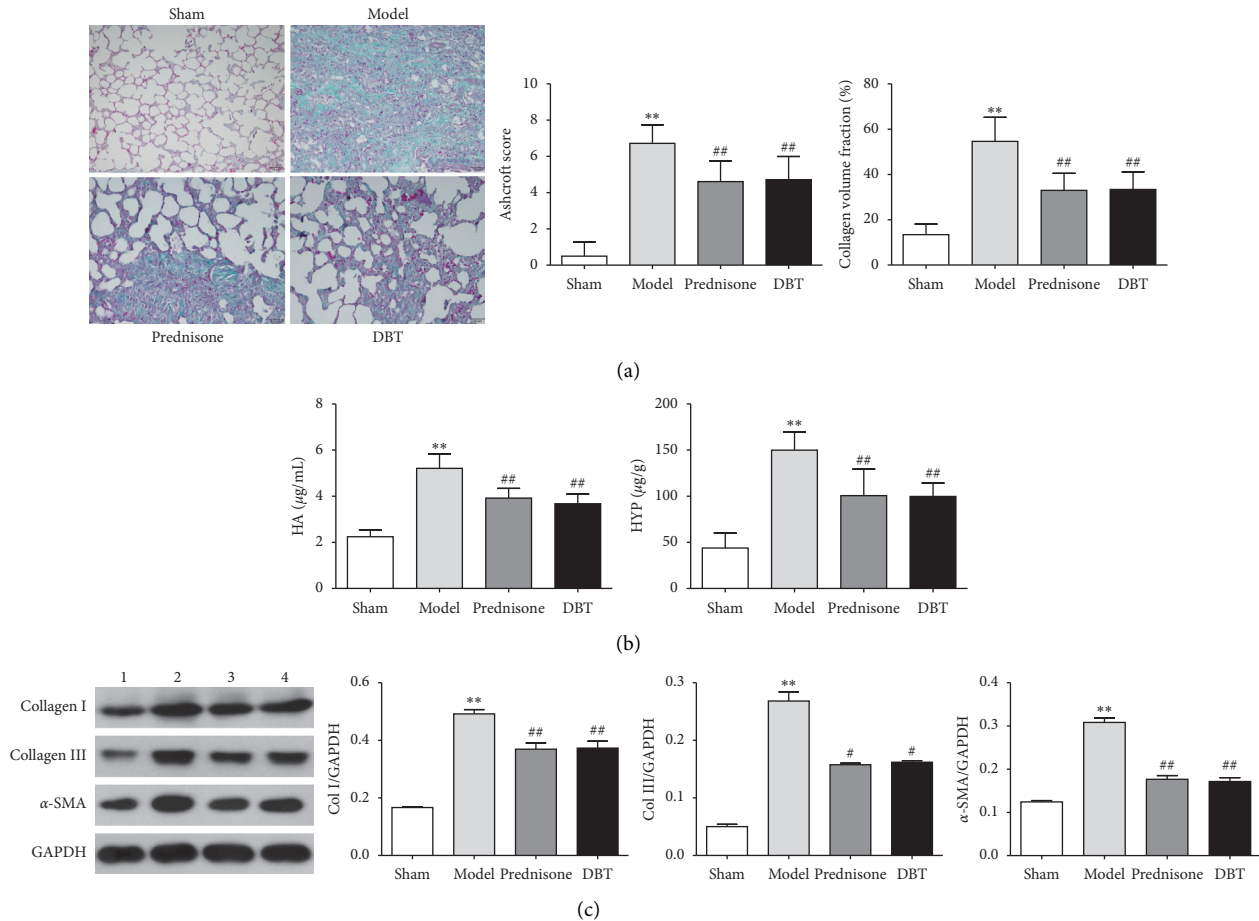 Sham Model
Prednisone DBT
Ashcroft score
10
8
6
4
2
0
** ## ##
Sham Model Prednisone DBT
Collagen volume fraction (%)
80
60
40
20
0
** ## ##
Sham Model Prednisone DBT
(a)
HA (μg/mL)
8
6
4
2
0
** ## ##
Sham Model Prednisone DBT
HYP (μg/g)
200
150
100
50
0
** ## ##
Sham Model Prednisone DBT
(b)
1 2 3 4
Collagen I
Collagen III
α-SMA
GAPDH
Col I/GAPDH
0.6
0.4
0.2
0.0
** ## ##
Sham Model Prednisone DBT
Col III/GAPDH
0.3
0.2
0.1
0.0
** # #
Sham Model Prednisone DBT
α-SMA/GAPDH
0.4
0.3
0.2
0.1
0.0
** ## ##
Sham Model Prednisone DBT
(c)